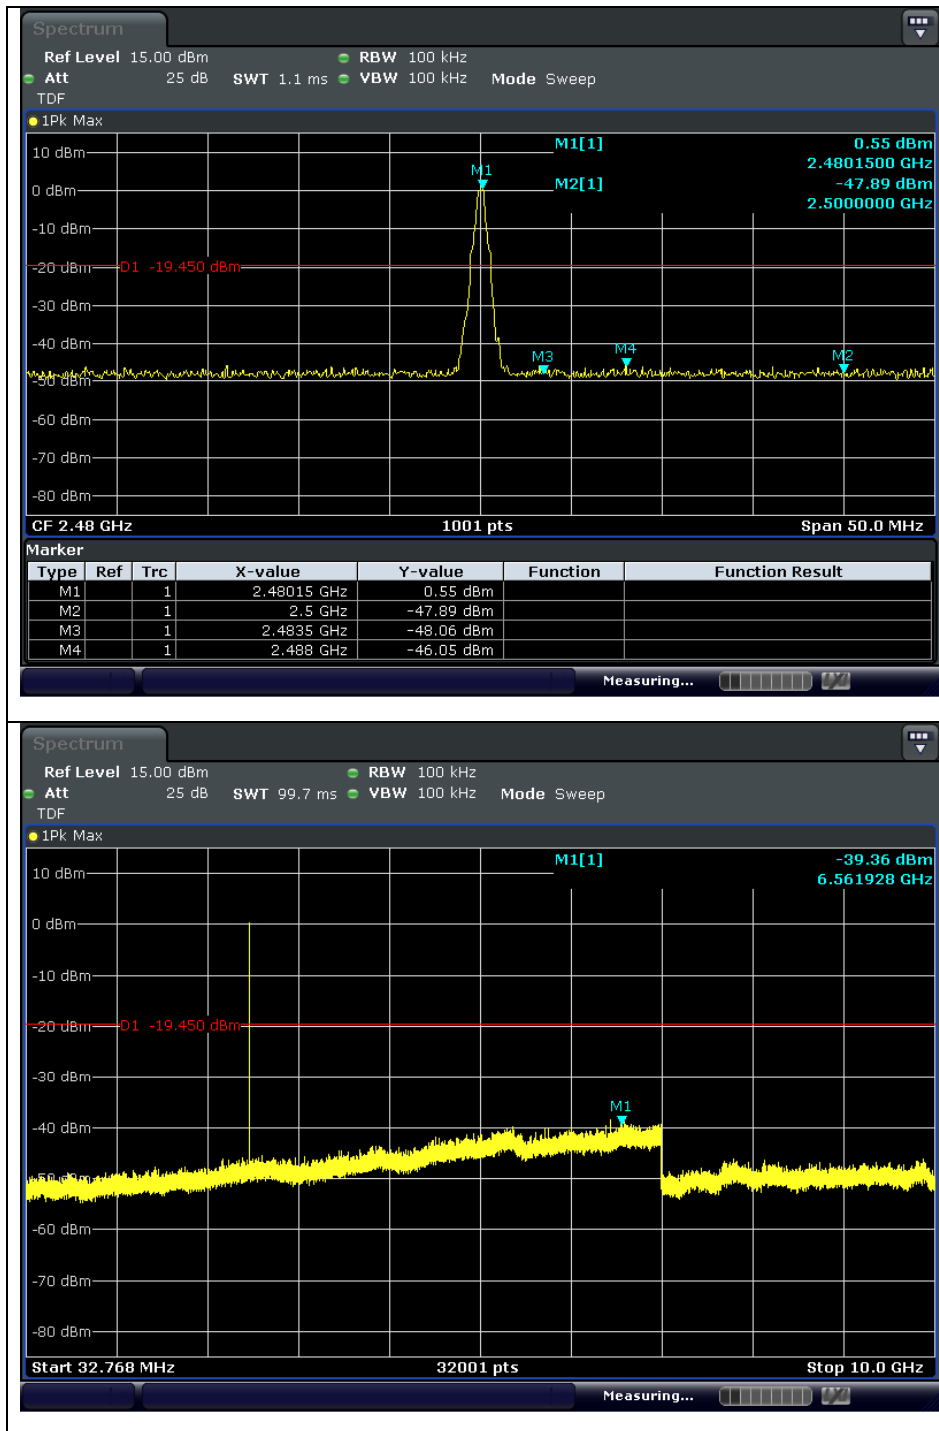 Spectrum
Ref Level 15.00 dBm RBW 100 kHz
Att 25 dB SWT 1.1 ms VBW 100 kHz Mode Sweep
TDF
1Pk Max
M1[1] 0.55 dBm
2.4801500 GHz
M2[1] -47.89 dBm
2.5000000 GHz
10 dBm
M1
0 dBm
-10 dBm
-20 dBm
D1 -19.450 dBm
-30 dBm
-40 dBm
M3 M4 M2
-50 dBm
-60 dBm
-70 dBm
-80 dBm
CF 2.48 GHz 1001 pts Span 50.0 MHz
Marker
Type Ref Trc X-value Y-value Function Function Result
M1 1 2.48015 GHz 0.55 dBm
M2 1 2.5 GHz -47.89 dBm
M3 1 2.4835 GHz -48.06 dBm
M4 1 2.488 GHz -46.05 dBm
Measuring...
Spectrum
Ref Level 15.00 dBm RBW 100 kHz
Att 25 dB SWT 99.7 ms VBW 100 kHz Mode Sweep
TDF
1Pk Max
M1[1] -39.36 dBm
6.561928 GHz
10 dBm
0 dBm
-10 dBm
-20 dBm
D1 -19.450 dBm
-30 dBm
M1
-40 dBm
-60 dBm
-70 dBm
-80 dBm
Start 32.768 MHz 32001 pts Stop 10.0 GHz
Measuring...